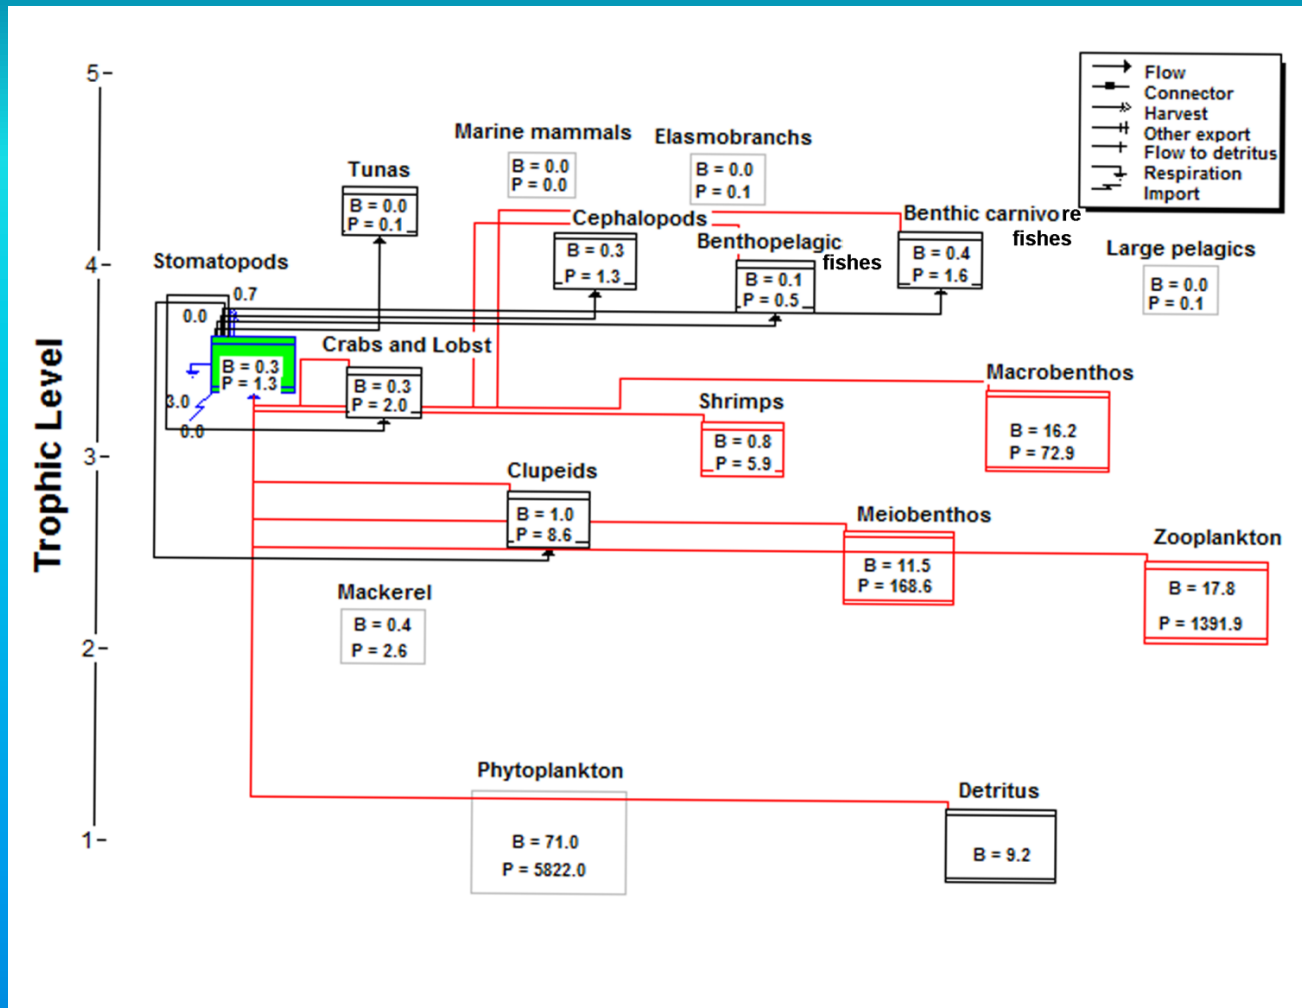 5-
Flow
Connector
Harvest
Other export
Flow to detritus
Respiration
Import
Marine mammals
B = 0.0
P = 0.0
Elasmobranchs
B = 0.0
P = 0.1
Tunas
B = 0.0
P = 0.1
Cephalopods
B = 0.3
P = 1.3
Benthopelagic
fishes
B = 0.1
P = 0.5
Benthic carnivore
fishes
B = 0.4
P = 1.6
Large pelagics
B = 0.0
P = 0.1
4-
Stomatopods
0.7
0.0
B = 0.3
P = 1.3
3.0
0.0
Crabs and Lobst
B = 0.3
P = 2.0
Macrobenthos
B = 16.2
P = 72.9
Shrimps
B = 0.8
P = 5.9
Trophic Level
3-
Clupeids
B = 1.0
P = 8.6
Meiobenthos
B = 11.5
P = 168.6
Zooplankton
B = 17.8
P = 1391.9
Mackerel
B = 0.4
P = 2.6
2-
Phytoplankton
B = 71.0
P = 5822.0
Detritus
B = 9.2
1-